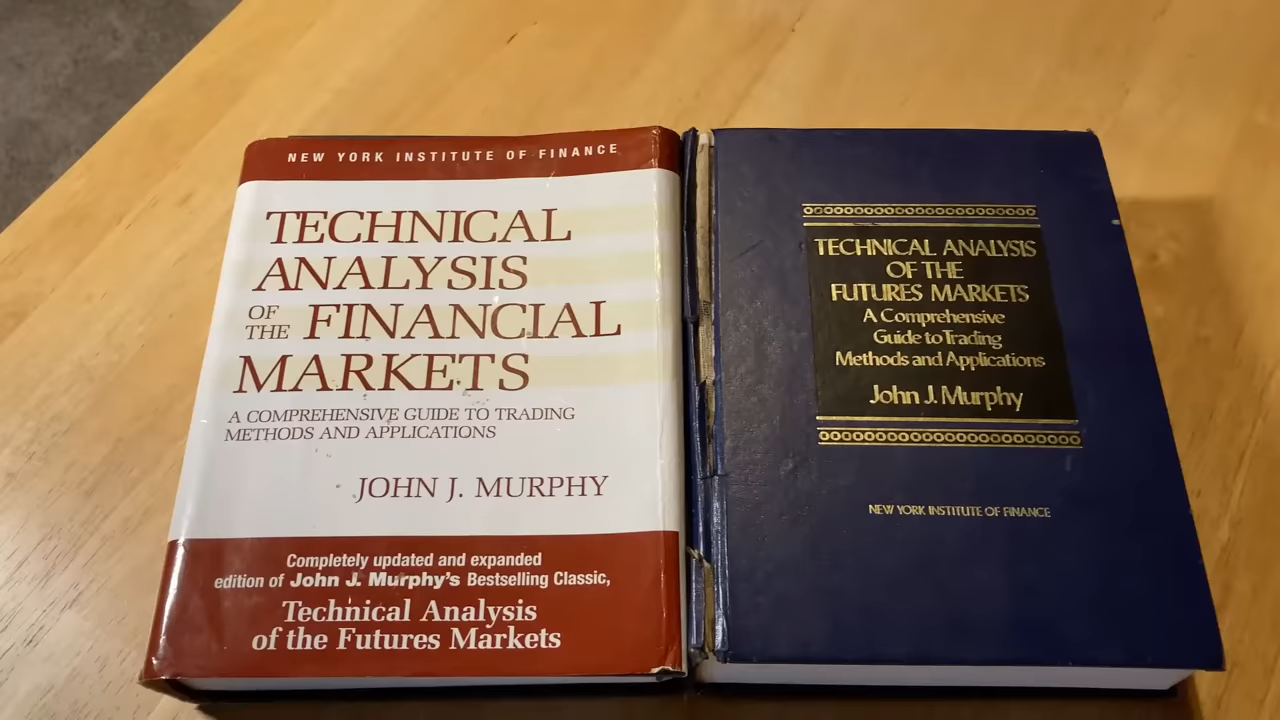 NEW YORK INSTITUTE OF FINANCE
TECHNICAL
ANALYSIS
OF
THE FINANCIAL
MARKETS
A COMPREHENSIVE GUIDE TO TRADING
METHODS AND APPLICATIONS
JOHN J. MURPHY
Completely updated and expanded
edition of John J. Murphy's Bestselling Classic,
Technical Analysis
of the Futures Markets
TECHNICAL ANALYSIS
OF THE
FUTURES MARKETS
A Comprehensive
Guide to Trading
Methods and Applications
John J. Murphy
NEW YORK INSTITUTE OF FINANCE